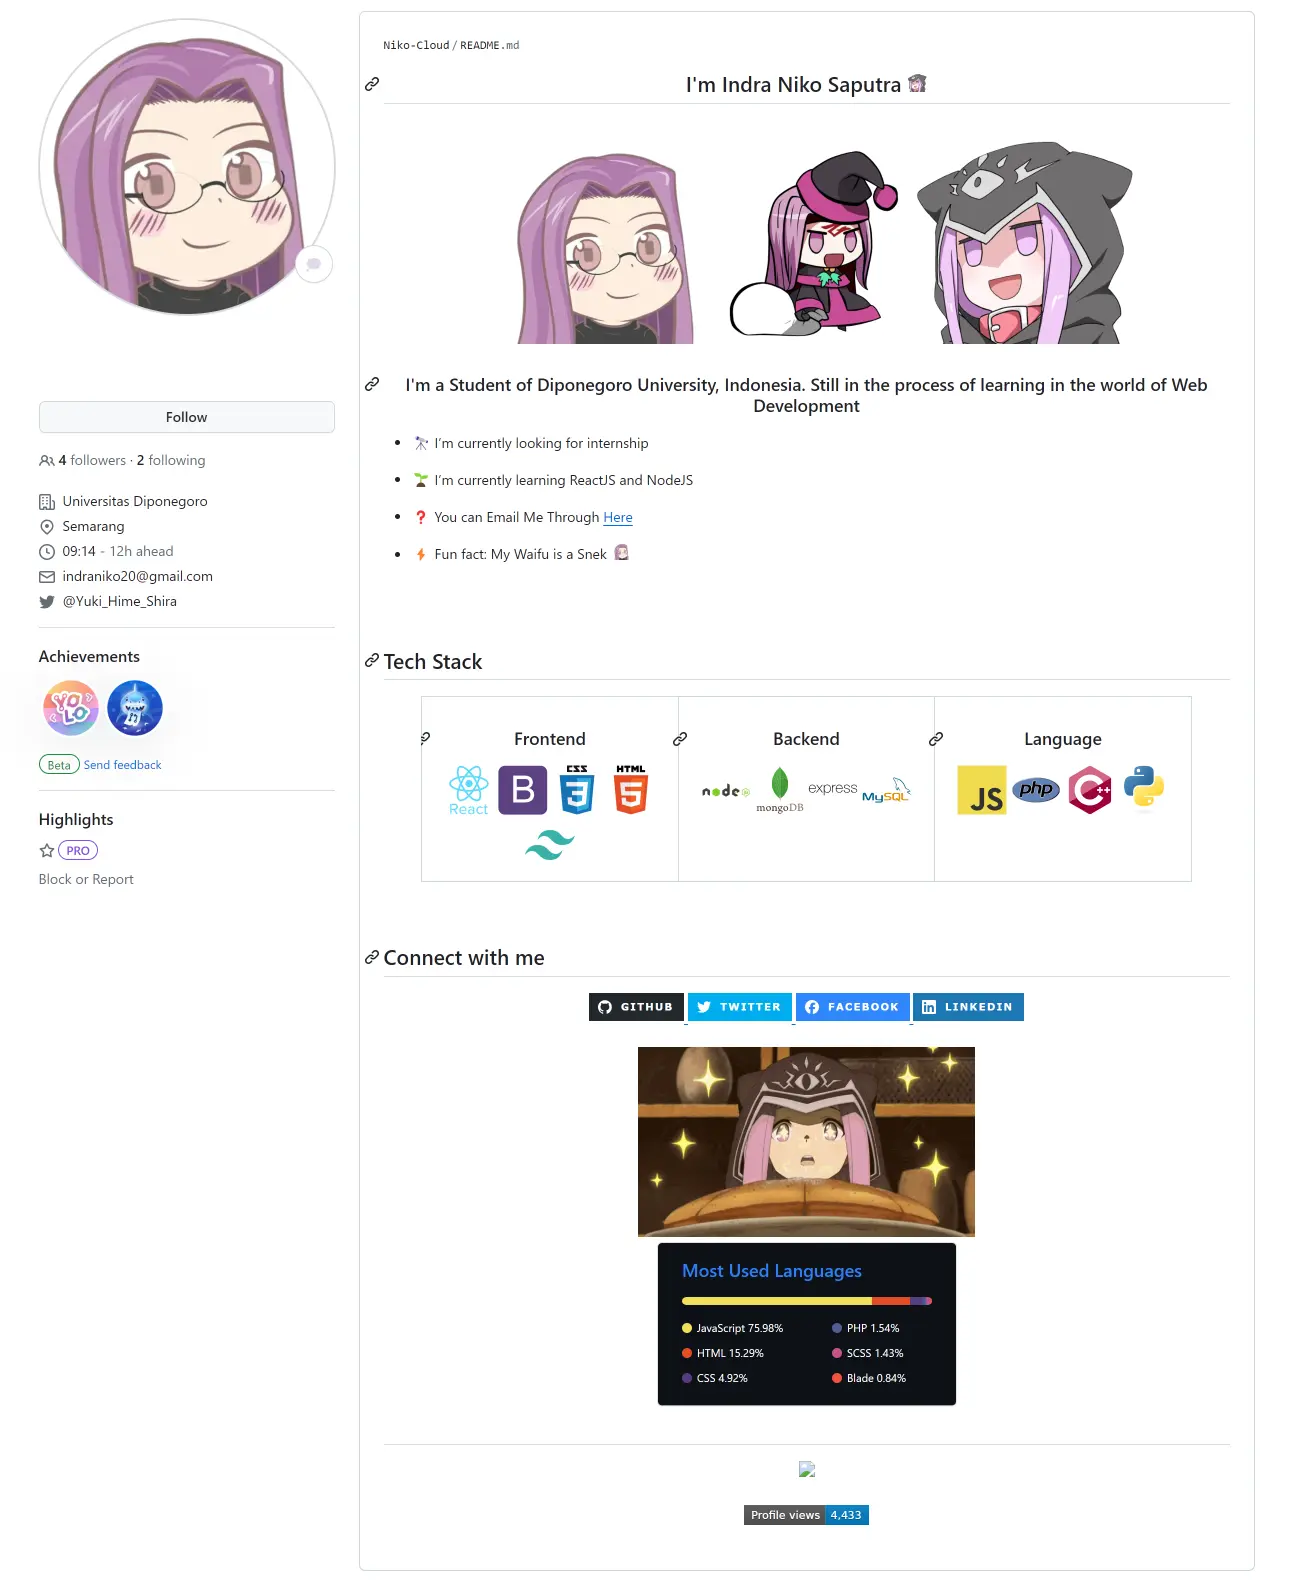 Follow
4 followers · 2 following
Universitas Diponegoro
Semarang
09:14 - 12h ahead
indraniko20@gmail.com
@Yuki_Hime_Shira
Achievements
YOLO
Beta Send feedback
Highlights
PRO
Block or Report
Niko-Cloud / README.md
I'm Indra Niko Saputra
I'm a Student of Diponegoro University, Indonesia. Still in the process of learning in the world of Web
Development
I’m currently looking for internship
I’m currently learning ReactJS and NodeJS
You can Email Me Through Here
Fun fact: My Waifu is a Snek
Tech Stack
Frontend
React
B
CSS
3
HTML
5
Backend
node
mongoDB
express
MySQL
Language
JS
php
C++
Connect with me
GITHUB TWITTER FACEBOOK LINKEDIN
Most Used Languages
JavaScript 75.98%
HTML 15.29%
CSS 4.92%
PHP 1.54%
SCSS 1.43%
Blade 0.84%
Profile views 4,433